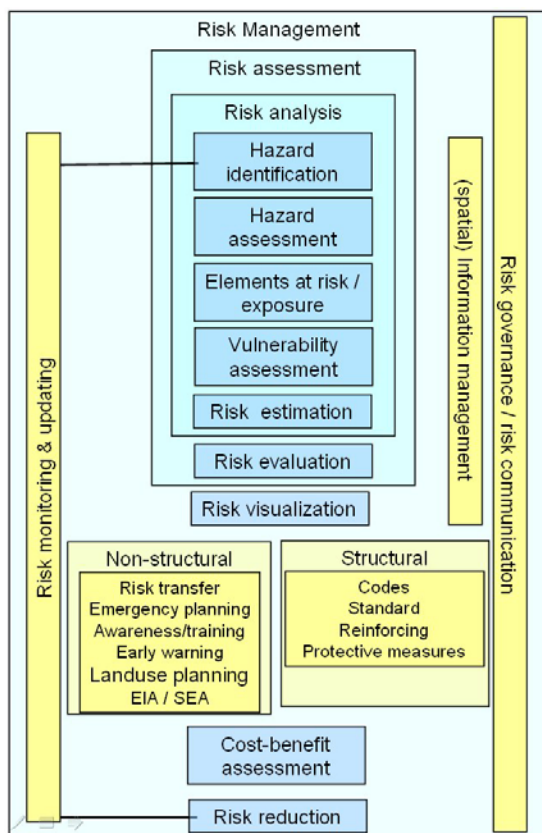 Risk Management
Risk assessment
Risk analysis
Hazard
identification
Hazard
assessment
Elements at risk /
exposure
Vulnerability
assessment
Risk estimation
Risk evaluation
Risk visualization
Non-structural
Risk transfer
Emergency planning
Awareness/training
Early warning
Landuse planning
EIA / SEA
Structural
Codes
Standard
Reinforcing
Protective measures
Cost-benefit
assessment
Risk reduction
Risk monitoring & updating
(spatial) Information management
Risk governance / risk communication